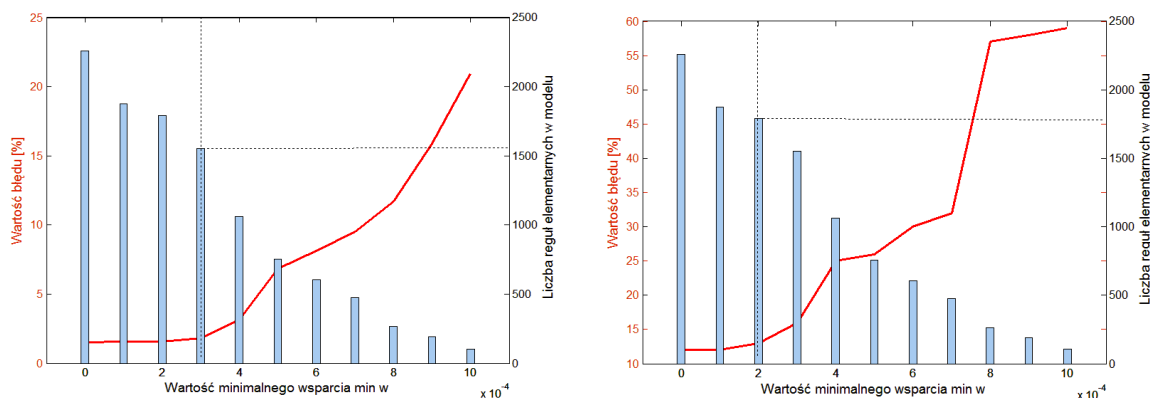 25
20
15
10
5
0
Wartość błędu [%]
2500
2000
1500
1000
500
0
Liczba reguł elementarnych w modelu
0 2 4 6 8 10
Wartość minimalnego wsparcia min w
x 10⁻⁴
60
55
50
45
40
35
30
25
20
15
10
Wartość błędu [%]
2500
2000
1500
1000
500
0
Liczba reguł elementarnych w modelu
0 2 4 6 8 10
Wartość minimalnego wsparcia min w
x 10⁻⁴